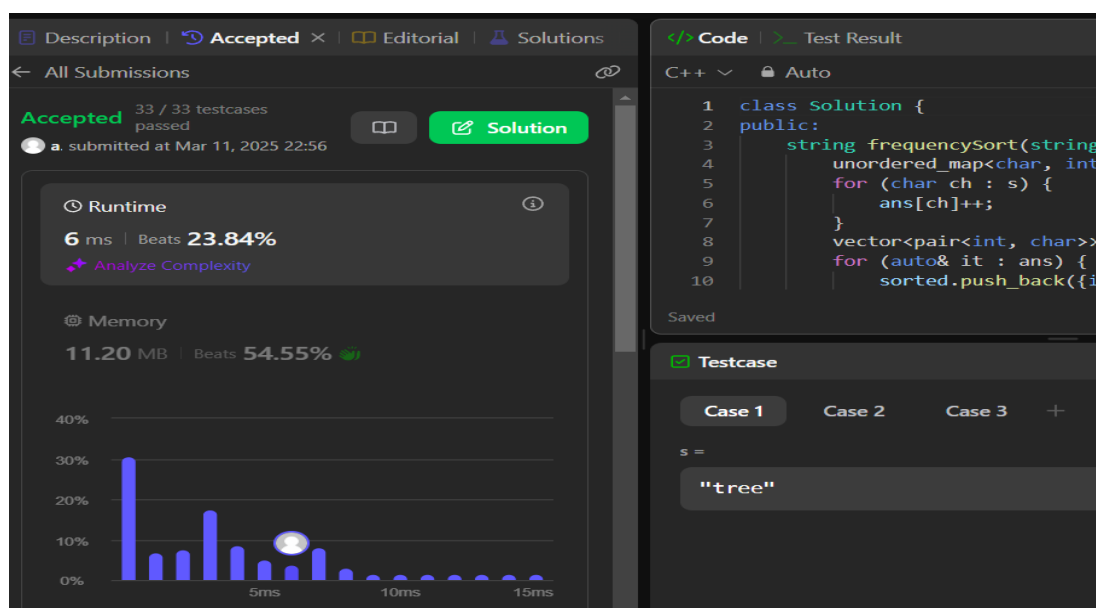 Description
Accepted
Editorial
Solutions
All Submissions
Accepted 33 / 33 testcases passed
a. submitted at Mar 11, 2025 22:56
Solution
Runtime
6 ms | Beats 23.84%
Analyze Complexity
Memory
11.20 MB | Beats 54.55%
40%
30%
20%
10%
0%
5ms 10ms 15ms
</> Code | >_ Test Result
C++ Auto
1 class Solution {
2 public:
3 string frequencySort(string
4 unordered_map<char, int
5 for (char ch : s) {
6 ans[ch]++;
7 }
8 vector<pair<int, char>>
9 for (auto& it : ans) {
10 sorted.push_back({i
Saved
Testcase
Case 1 Case 2 Case 3 +
s =
"tree"